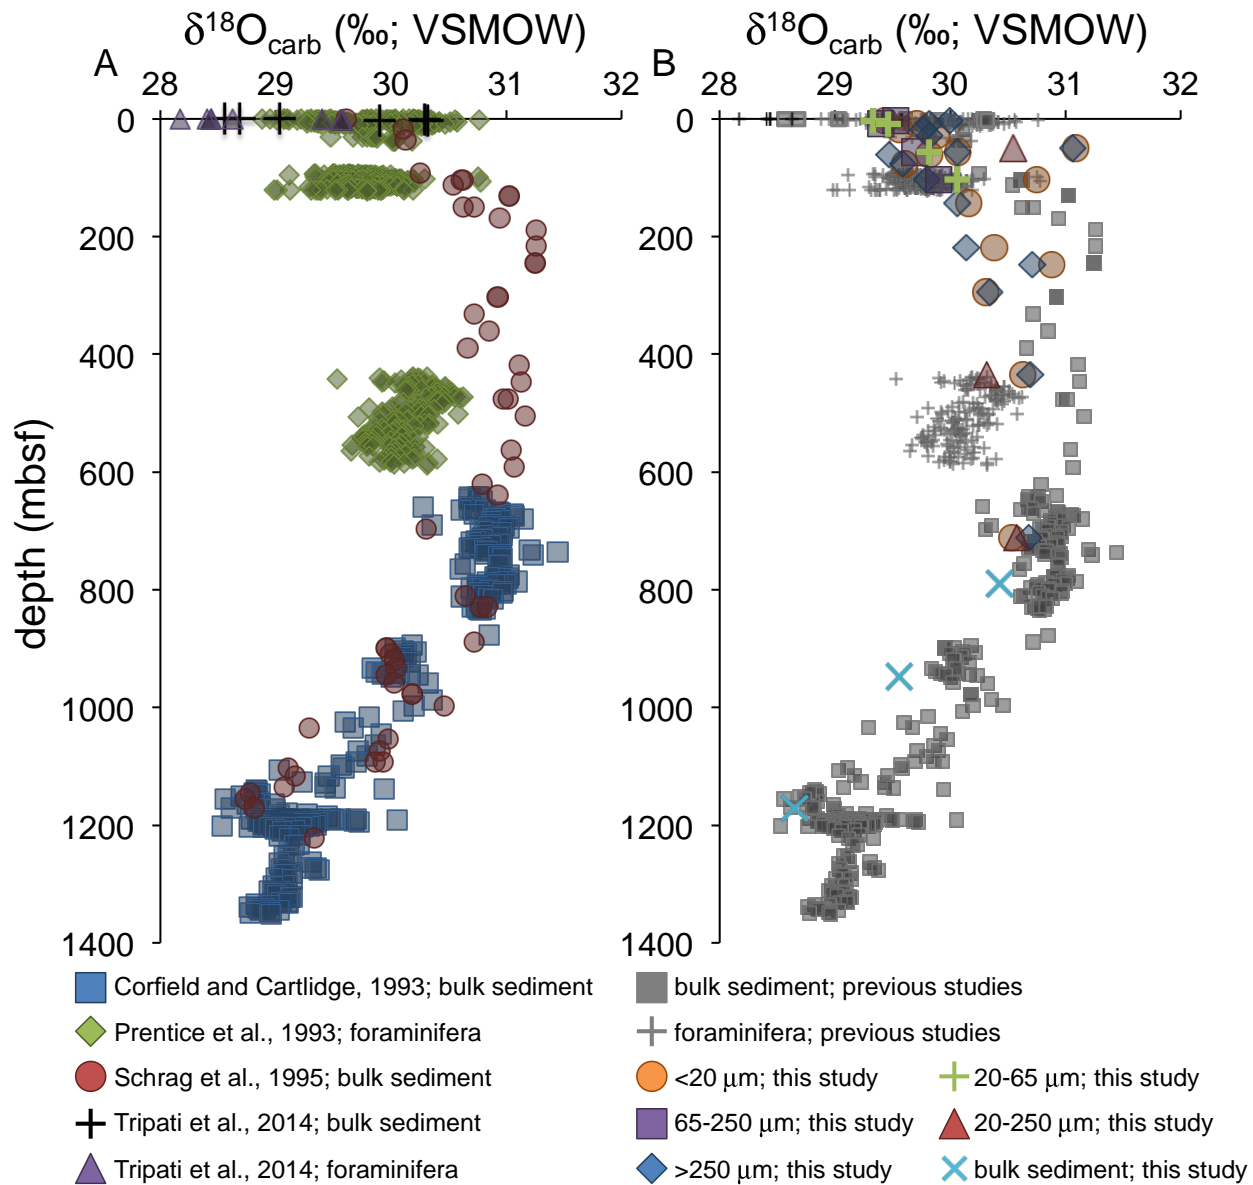 δ18Ocarb (‰; VSMOW)
δ18Ocarb (‰; VSMOW)
A
B
28 29 30 31 32
28 29 30 31 32
0
200
400
600
800
1000
1200
1400
depth (mbsf)
0
200
400
600
800
1000
1200
1400
Corfield and Cartlidge, 1993; bulk sediment
Prentice et al., 1993; foraminifera
Schrag et al., 1995; bulk sediment
Tripati et al., 2014; bulk sediment
Tripati et al., 2014; foraminifera
bulk sediment; previous studies
foraminifera; previous studies
<20 μm; this study
20-65 μm; this study
65-250 μm; this study
20-250 μm; this study
>250 μm; this study
bulk sediment; this study